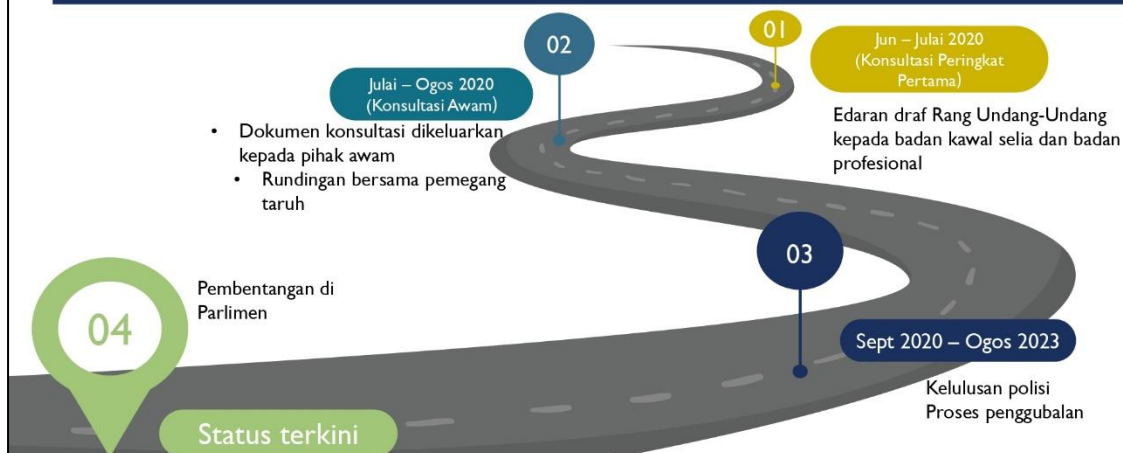 01
Jun – Julai 2020
(Konsultasi Peringkat
Pertama)
Edaran draf Rang Undang-Undang
kepada badan kawal selia dan badan
profesional
02
Julai – Ogos 2020
(Konsultasi Awam)
• Dokumen konsultasi dikeluarkan
kepada pihak awam
• Rundingan bersama pemegang
taruh
03
Sept 2020 – Ogos 2023
Kelulusan polisi
Proses penggubalan
04
Pembentangan di
Parlimen
Status terkini